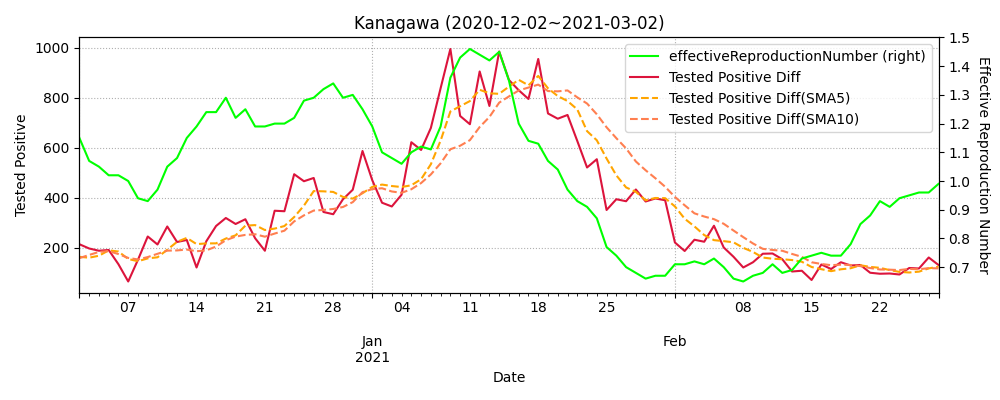 Kanagawa (2020-12-02~2021-03-02)
effectiveReproductionNumber (right)
Tested Positive Diff
Tested Positive Diff(SMA5)
Tested Positive Diff(SMA10)
Tested Positive
1000
800
600
400
200
Effective Reproduction Number
1.5
1.4
1.3
1.2
1.1
1.0
0.9
0.8
0.7
07 14 21 28 04 11 18 25 08 15 22
Jan Feb
2021
Date